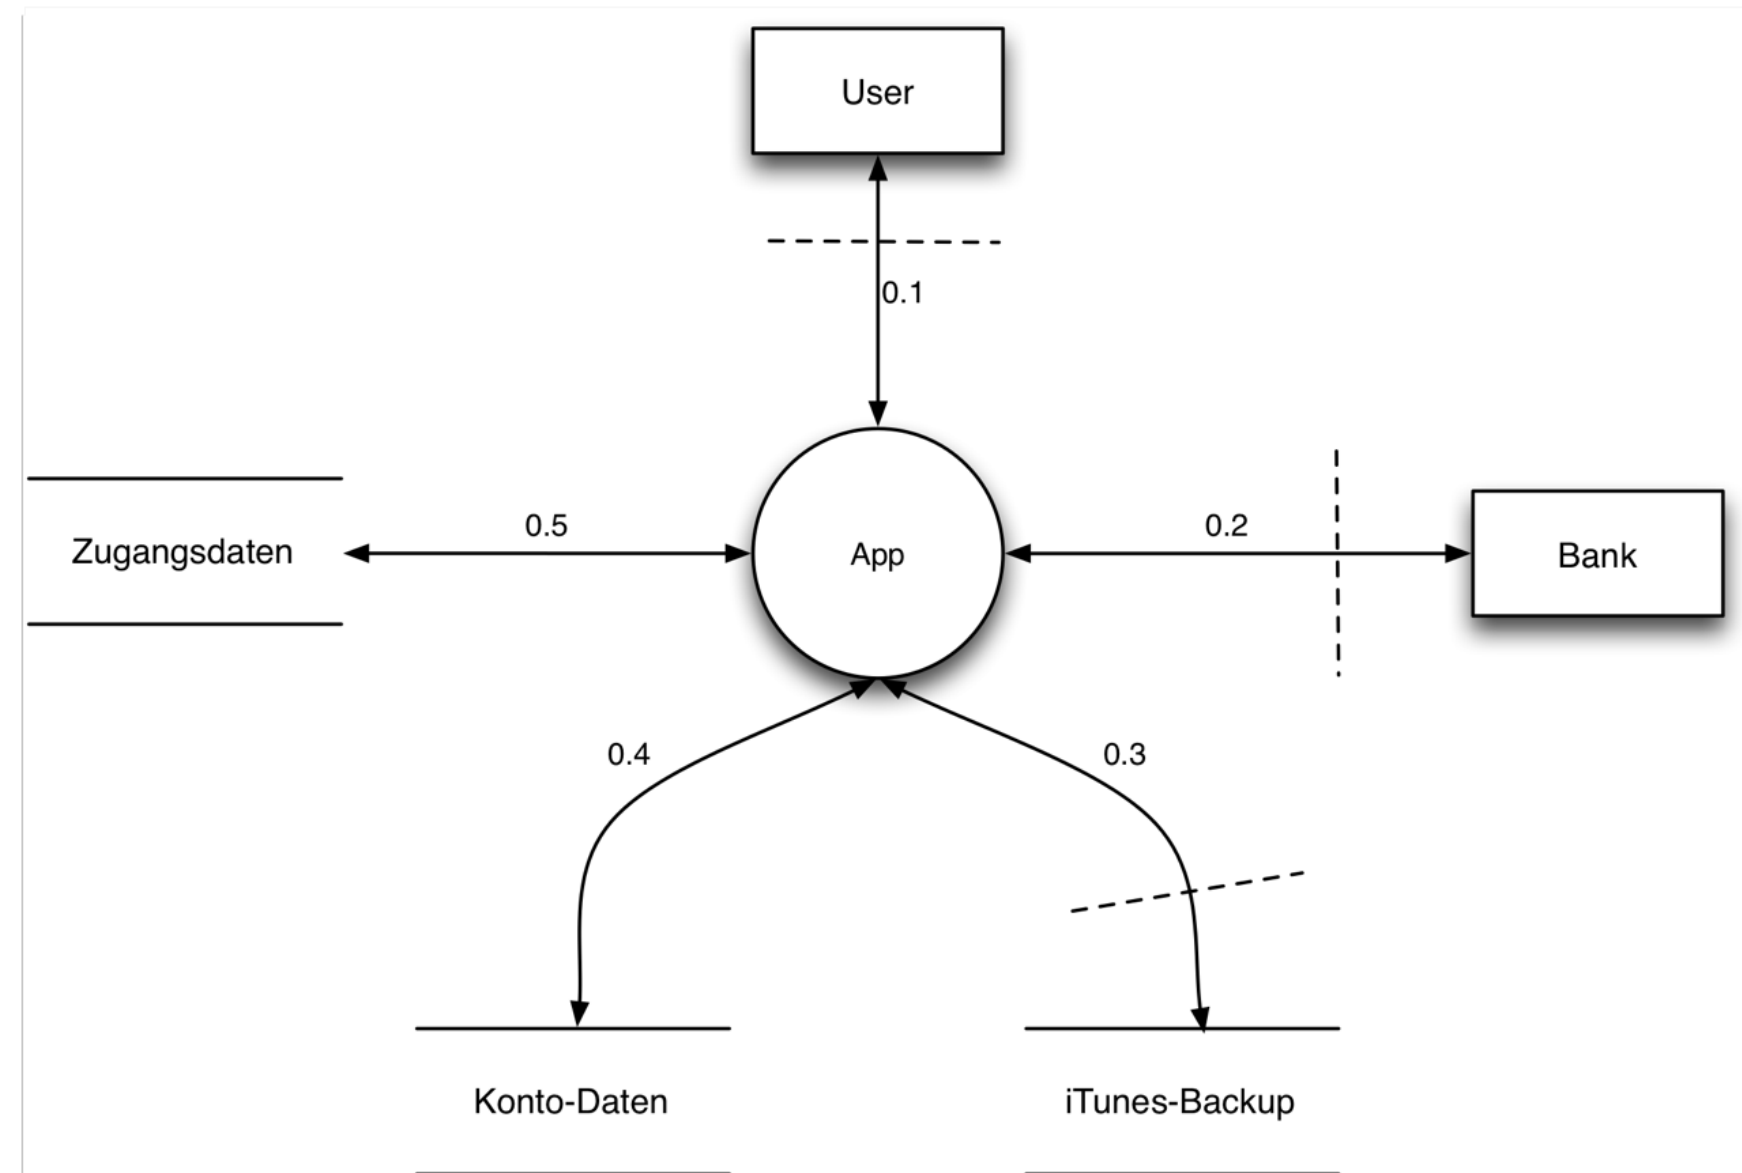 User
0.1
Zugangsdaten
0.5
App
0.2
Bank
0.4
0.3
Konto-Daten
iTunes-Backup